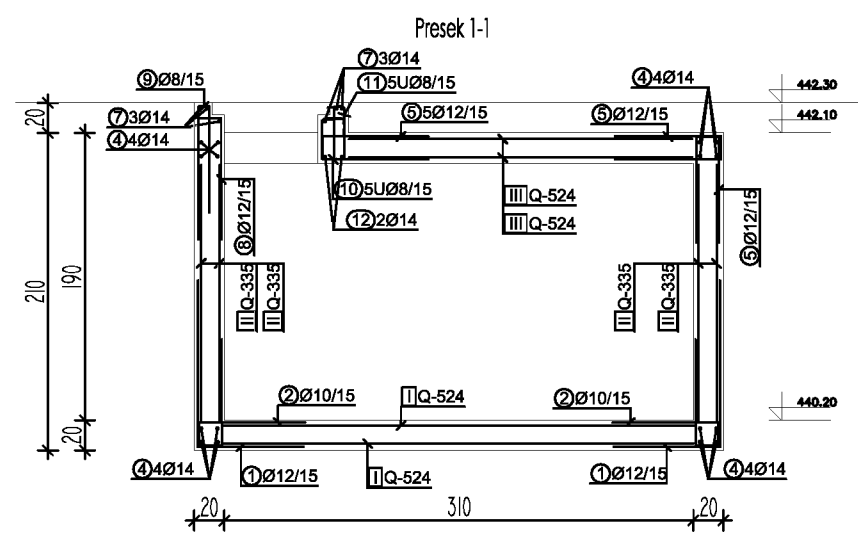 Presek 1-1
⑦3Ø14
⑨Ø8/15
⑪5UØ8/15
④4Ø14
442.30
20
⑦3Ø14
⑤5Ø12/15
⑤Ø12/15
442.10
④4Ø14
⑩5UØ8/15
III Q-524
⑫2Ø14
III Q-524
⑧Ø12/15
⑤Ø12/15
210
190
II Q-335
II Q-335
II Q-335
II Q-335
②Ø10/15
I Q-524
②Ø10/15
440.20
20
④4Ø14
①Ø12/15
I Q-524
①Ø12/15
④4Ø14
20
310
20